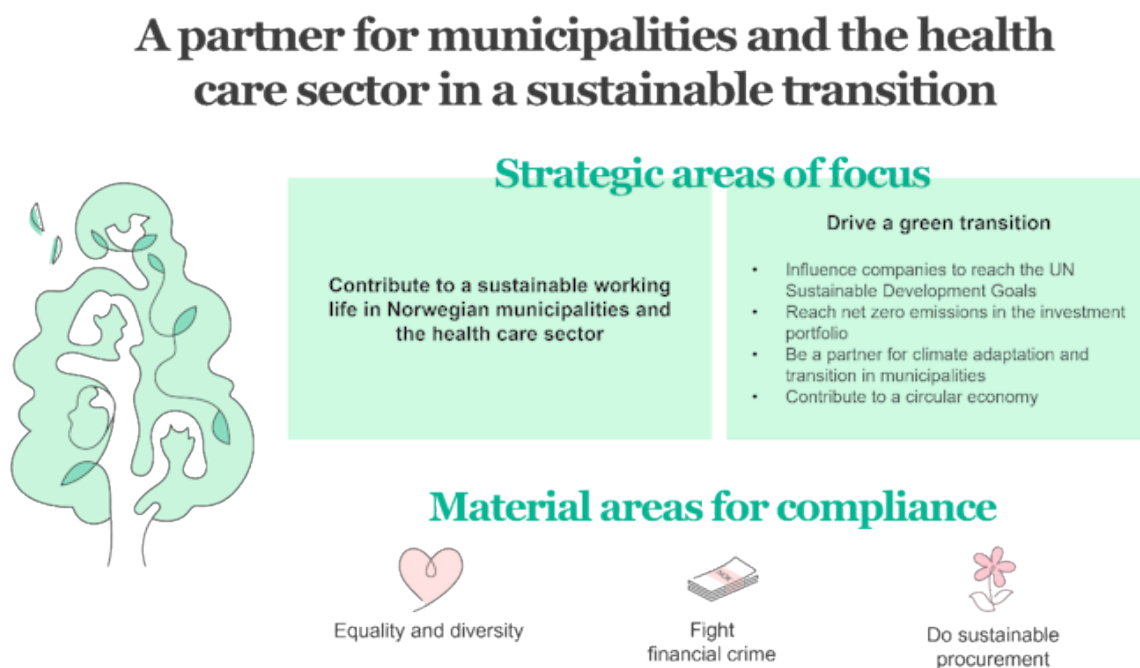 A partner for municipalities and the health
care sector in a sustainable transition
Strategic areas of focus
Contribute to a sustainable working
life in Norwegian municipalities and
the health care sector
Drive a green transition
• Influence companies to reach the UN
Sustainable Development Goals
• Reach net zero emissions in the investment
portfolio
• Be a partner for climate adaptation and
transition in municipalities
• Contribute to a circular economy
Material areas for compliance
Equality and diversity
Fight
financial crime
Do sustainable
procurement